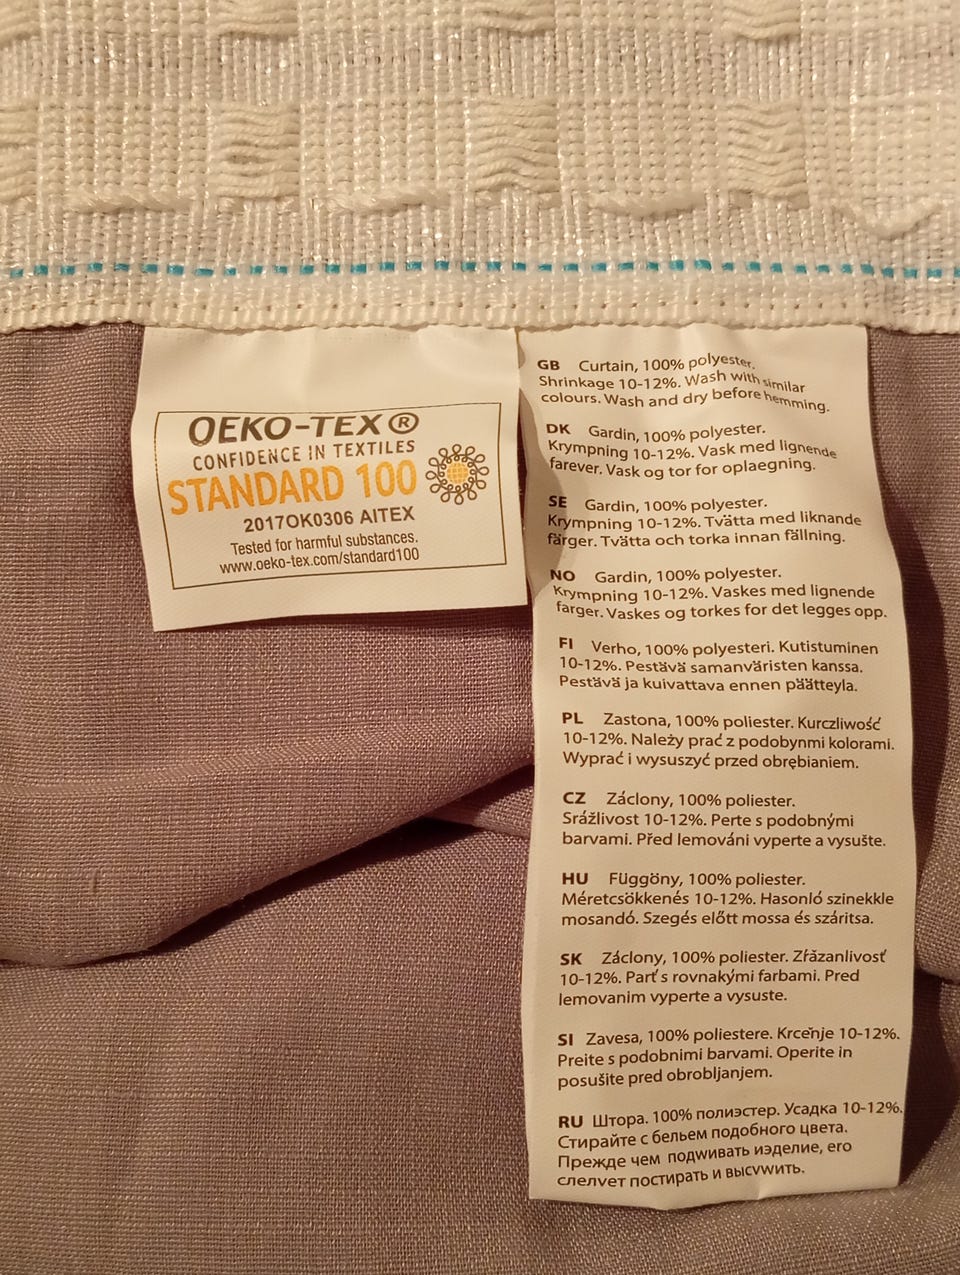 OEKO-TEX®
CONFIDENCE IN TEXTILES
STANDARD 100
2017OK0306 AITEX
Tested for harmful substances.
www.oeko-tex.com/standard100
GB Curtain, 100% polyester.
Shrinkage 10-12%. Wash with similar
colours. Wash and dry before hemming.
DK Gardin, 100% polyester.
Krympning 10-12%. Vask med lignende
farever. Vask og tor for oplaegning.
SE Gardin, 100% polyester.
Krympning 10-12%. Tvätta med liknande
färger. Tvätta och torka innan fällning.
NO Gardin, 100% polyester.
Krympning 10-12%. Vaskes med lignende
farger. Vaskes og torkes for det legges opp.
FI Verho, 100% polyesteri. Kutistuminen
10-12%. Pestävä samanväristen kanssa.
Pestävä ja kuivattava ennen päätteyla.
PL Zastona, 100% poliester. Kurczliwość
10-12%. Należy prać z podobynmi kolorami.
Wyprać i wysuszyć przed obrębianiem.
CZ Záclony, 100% poliester.
Srážlivost 10-12%. Perte s podobnými
barvami. Před lemováni vyperte a vysušte.
HU Függöny, 100% poliester.
Méretcsökkenés 10-12%. Hasonló szinekkle
mosandó. Szegés előtt mossa és száritsa.
SK Záclony, 100% poliester. Zŕăzanlivosť
10-12%. Parť s rovnakými farbami. Pred
lemovanim vyperte a vysuste.
SI Zavesa, 100% poliestere. Krcenje 10-12%.
Preite s podobnimi barvami. Operite in
posušite pred obrobljanjem.
RU Штора. 100% полиэстер. Усадка 10-12%.
Стирайте с бельем подобного цвета.
Прежде чем подшивать изделие, его
слелvет постирать и высvwить.